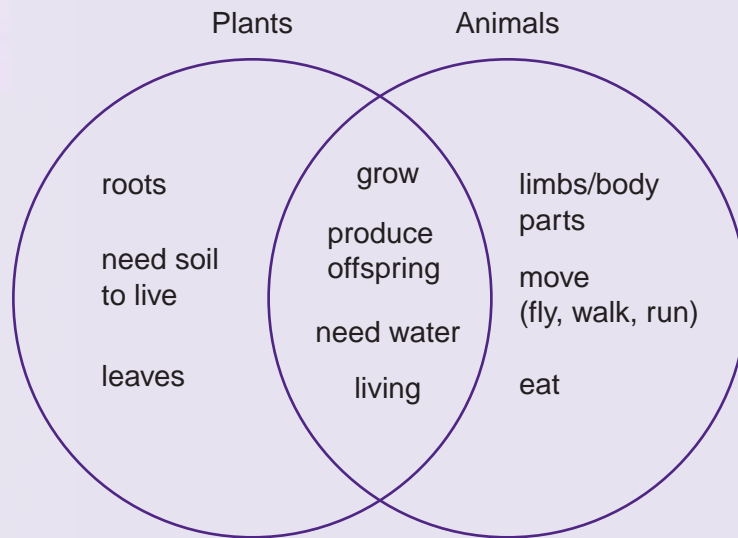 Plants
Animals
roots
need soil
to live
leaves
grow
produce
offspring
need water
living
limbs/body
parts
move
(fly, walk, run)
eat